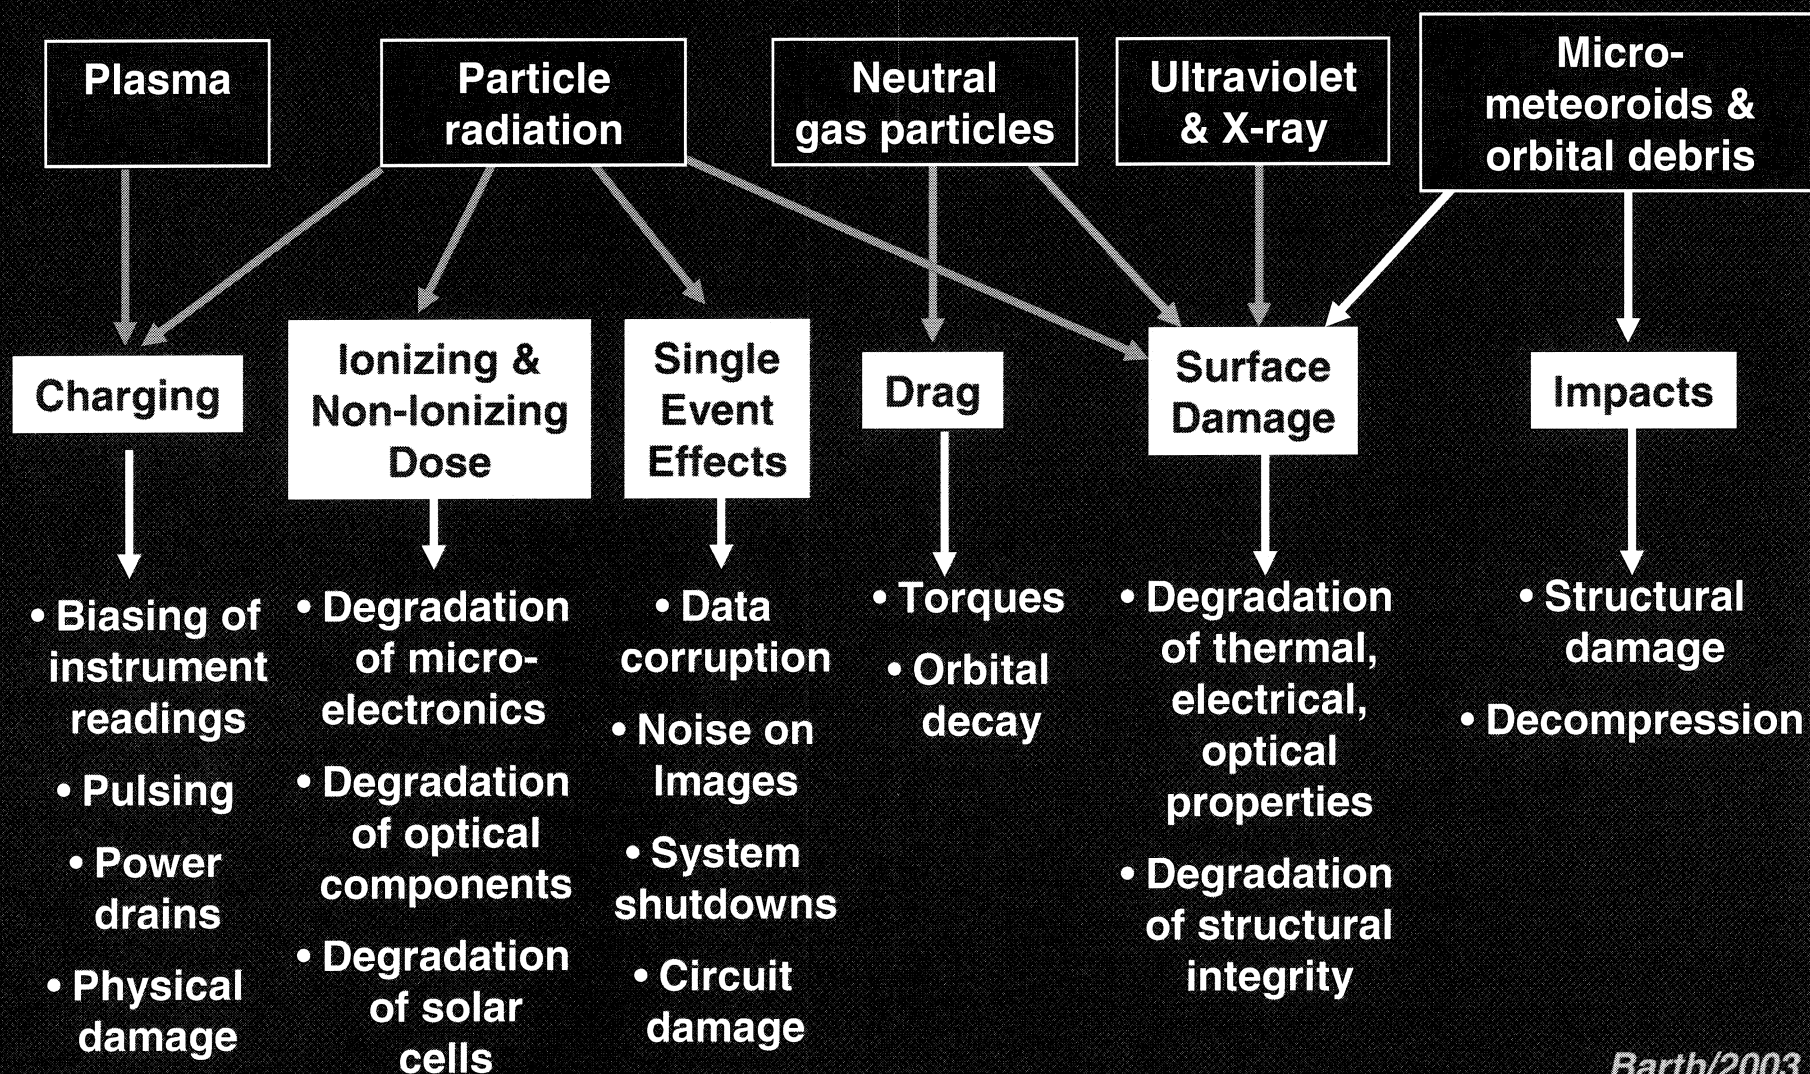 Plasma
Particle
radiation
Neutral
gas particles
Ultraviolet
& X-ray
Micro-
meteoroids &
orbital debris
Charging
Ionizing &
Non-Ionizing
Dose
Single
Event
Effects
Drag
Surface
Damage
Impacts
• Biasing of
instrument
readings
• Pulsing
• Power
drains
• Physical
damage
• Degradation
of micro-
electronics
• Degradation
of optical
components
• Degradation
of solar
cells
• Data
corruption
• Noise on
Images
• System
shutdowns
• Circuit
damage
• Torques
• Orbital
decay
• Degradation
of thermal,
electrical,
optical
properties
• Degradation
of structural
integrity
• Structural
damage
• Decompression
Barth/2003